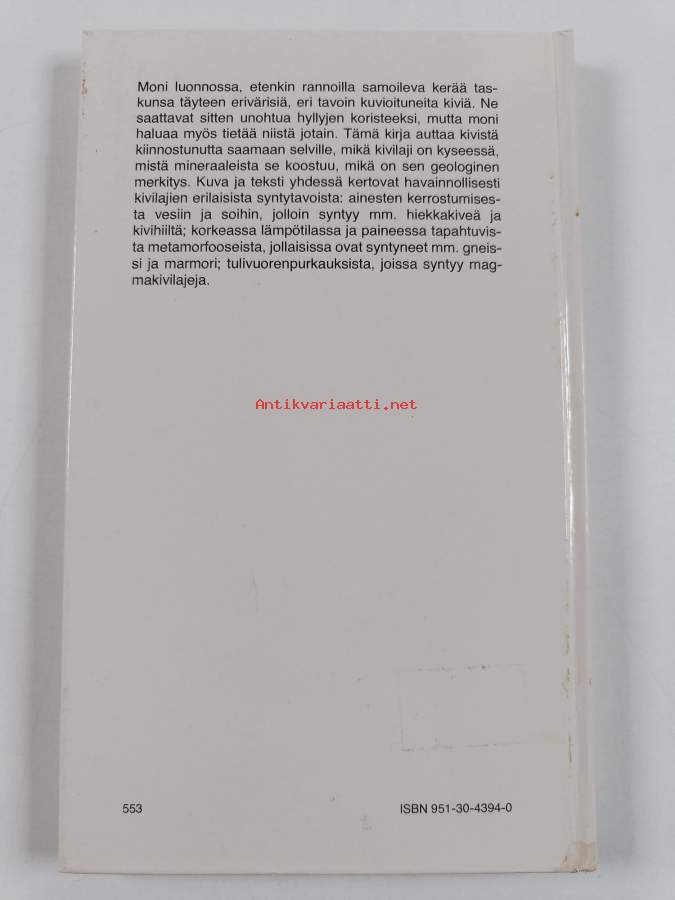 Moni luonnossa, etenkin rannoilla samoileva kerää tas-
kunsa täyteen erivärisiä, eri tavoin kuvioituneita kiviä. Ne
saattavat sitten unohtua hyllyjen koristeeksi, mutta moni
haluaa myös tietää niistä jotain. Tämä kirja auttaa kivistä
kiinnostunutta saamaan selville, mikä kivilaji on kyseessä,
mistä mineraaleista se koostuu, mikä on sen geologinen
merkitys. Kuva ja teksti yhdessä kertovat havainnollisesti
kivilajien erilaisista syntytavoista: ainesten kerrostumises-
ta vesiin ja soihin, jolloin syntyy mm. hiekkakiveä ja
kivihiiltä; korkeassa lämpötilassa ja paineessa tapahtuvis-
ta metamorfooseista, jollaisissa ovat syntyneet mm. gneis-
si ja marmori; tulivuorenpurkauksista, joissa syntyy mag-
makivilajeja.
Antikvariaatti.net
553
ISBN 951-30-4394-0